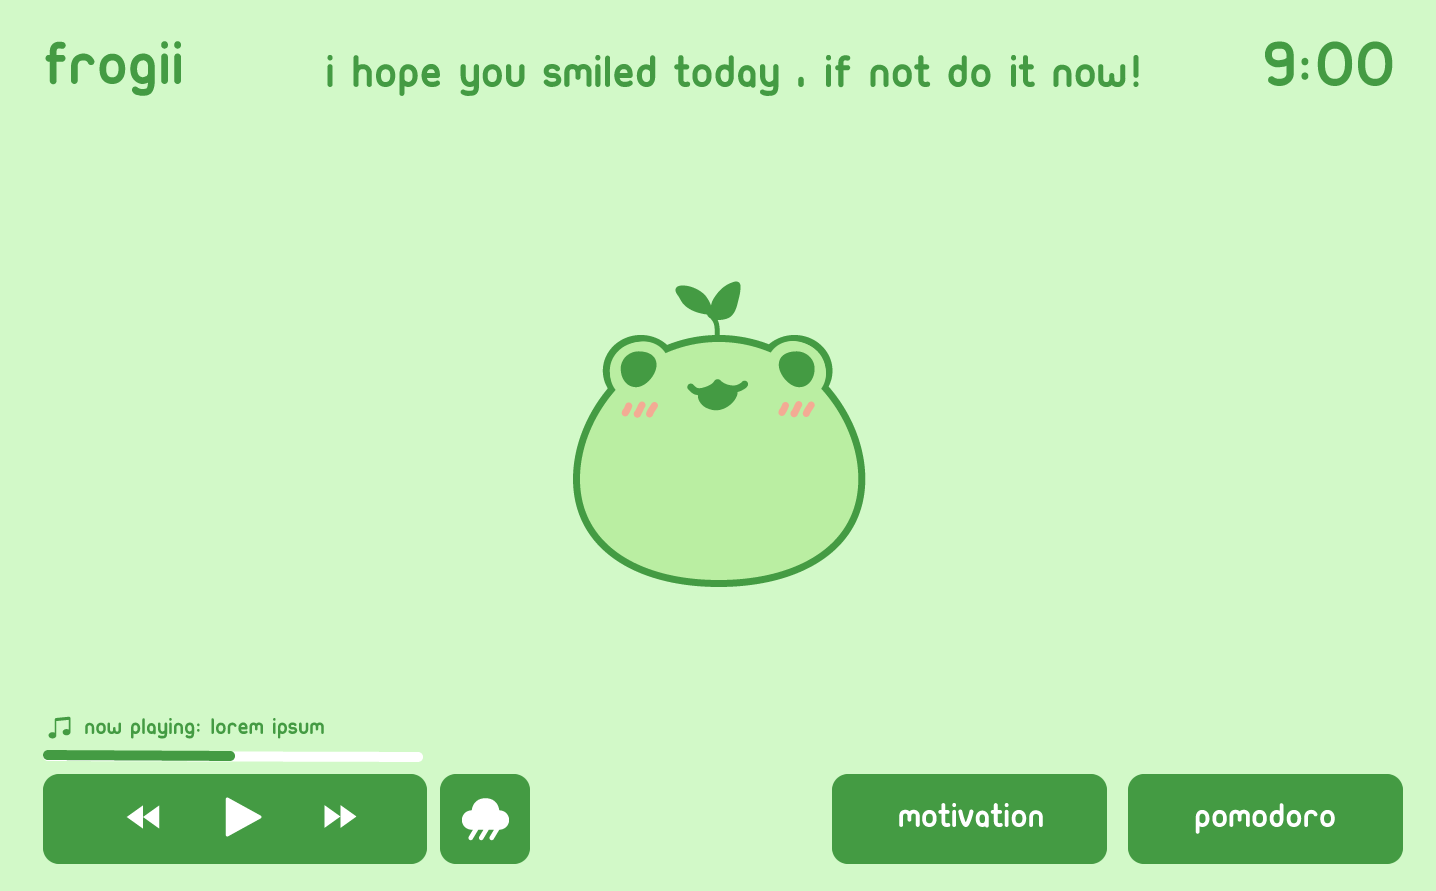 frogii
i hope you smiled today , if not do it now!
9:00
now playing: lorem ipsum
motivation
pomodoro